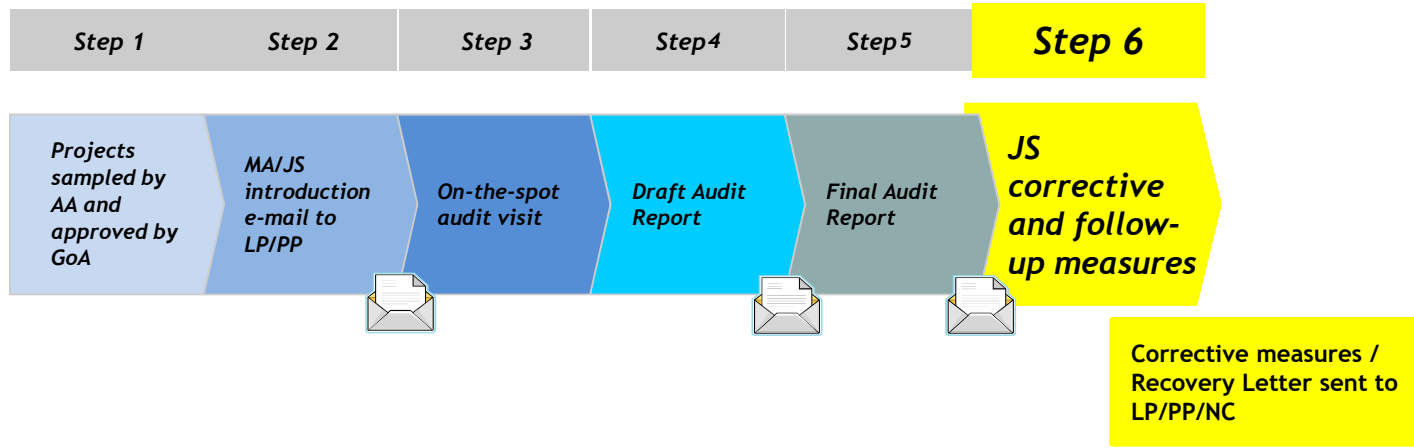 Step 1
Step 2
Step 3
Step4
Step5
Step 6
Projects
sampled by
AA and
approved by
GoA
MA/JS
introduction
e-mail to
LP/PP
On-the-spot
audit visit
Draft Audit
Report
Final Audit
Report
JS
corrective
and follow-
up measures
Corrective measures /
Recovery Letter sent to
LP/PP/NC